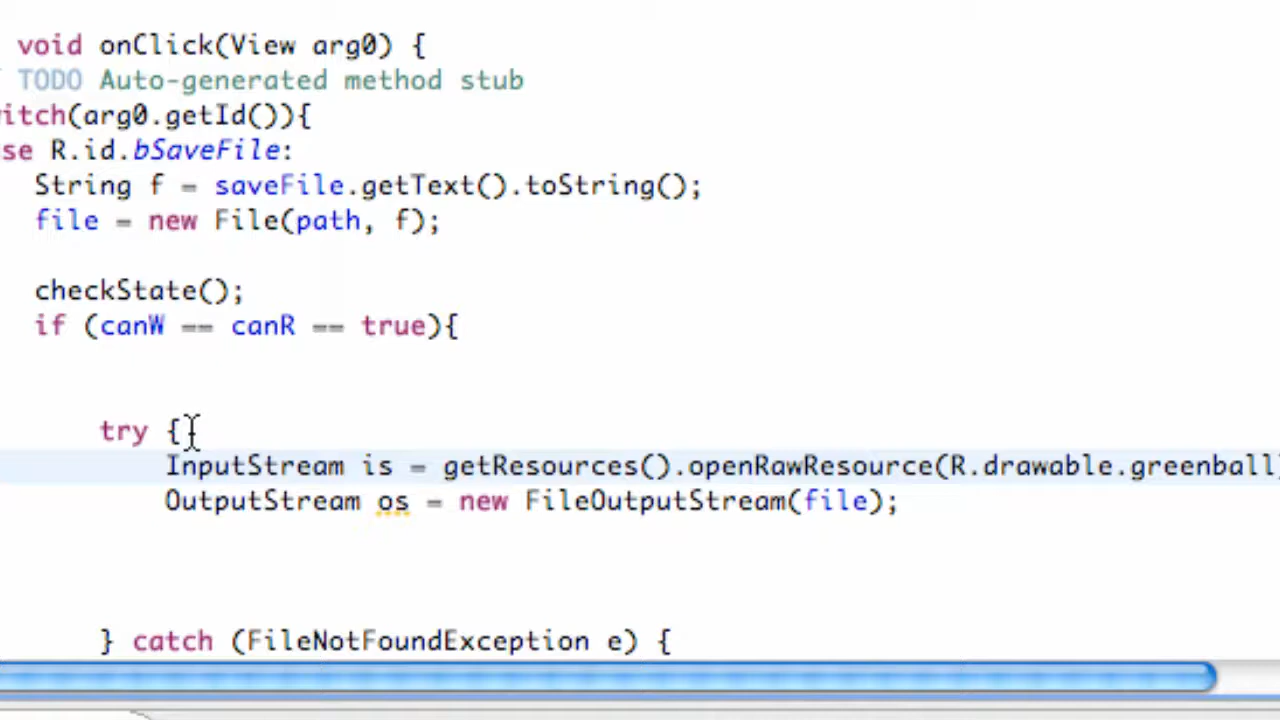 void onClick(View arg0) {
TODO Auto-generated method stub
itch(arg0.getId()){
se R.id.bSaveFile:
String f = saveFile.getText().toString();
file = new File(path, f);
checkState();
if (canW == canR == true){
try {
InputStream is = getResources().openRawResource(R.drawable.greenball)
OutputStream os = new FileOutputStream(file);
} catch (FileNotFoundException e) {